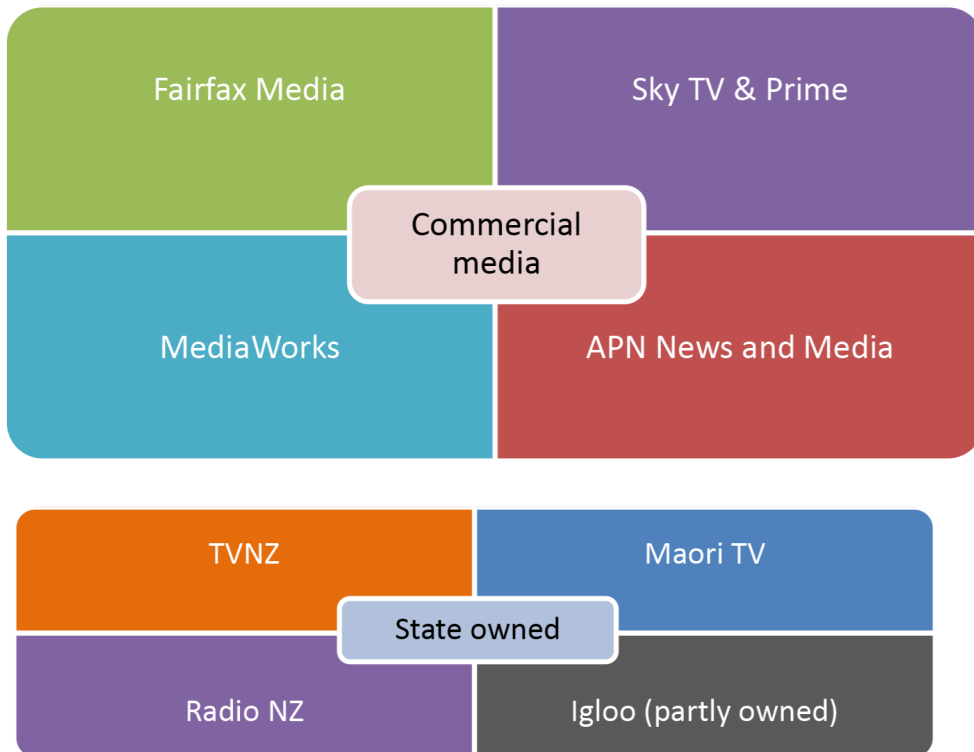 Fairfax Media
Sky TV & Prime
Commercial
media
MediaWorks
APN News and Media
TVNZ
Maori TV
State owned
Radio NZ
Igloo (partly owned)